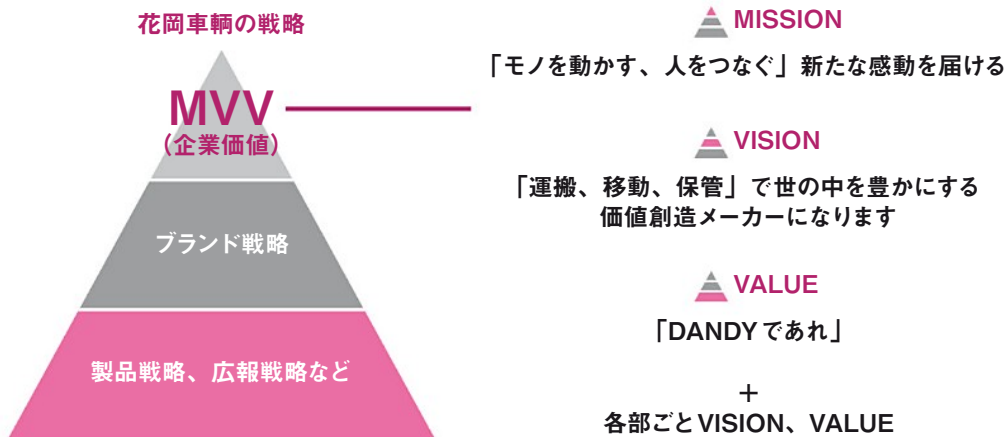 花岡車輌の戦略
MVV
（企業価値）
ブランド戦略
製品戦略、広報戦略など
MISSION
「モノを動かす、人をつなぐ」新たな感動を届ける
VISION
「運搬、移動、保管」で世の中を豊かにする
価値創造メーカーになります
VALUE
「DANDYであれ」
+
各部ごとVISION、VALUE